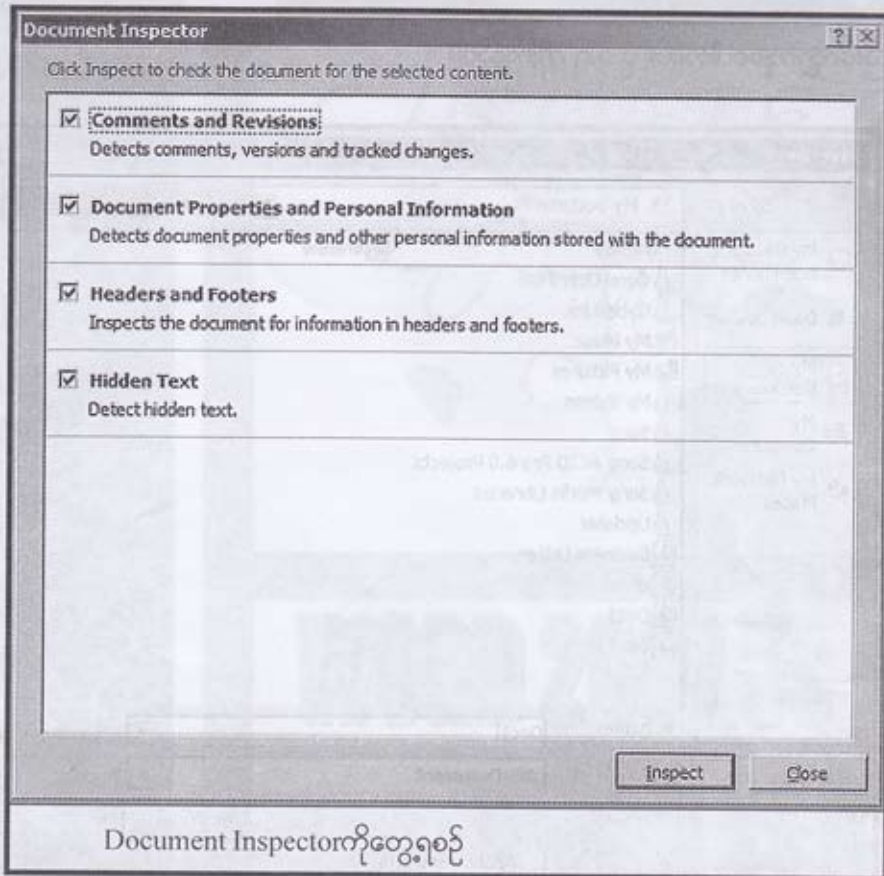 Document Inspector
Click Inspect to check the document for the selected content.
Comments and Revisions
Detects comments, versions and tracked changes.
Document Properties and Personal Information
Detects document properties and other personal information stored with the document.
Headers and Footers
Inspects the document for information in headers and footers.
Hidden Text
Detect hidden text.
Inspect Close
Document Inspectorကိုတွေ့ရစဉ်